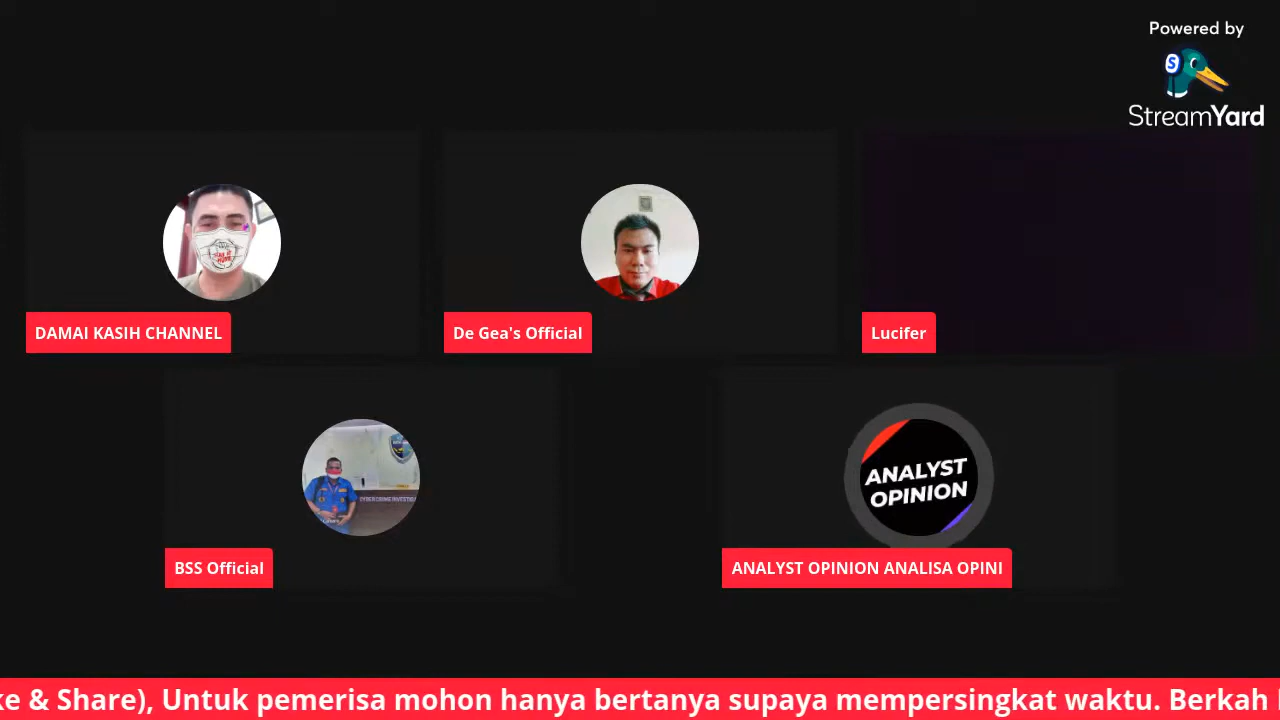 Powered by
StreamYard
DAMAI KASIH CHANNEL
De Gea's Official
Lucifer
BSS Official
ANALYST
OPINION
ANALYST OPINION ANALISA OPINI
ke & Share), Untuk pemerisa mohon hanya bertanya supaya mempersingkat waktu. Berkah